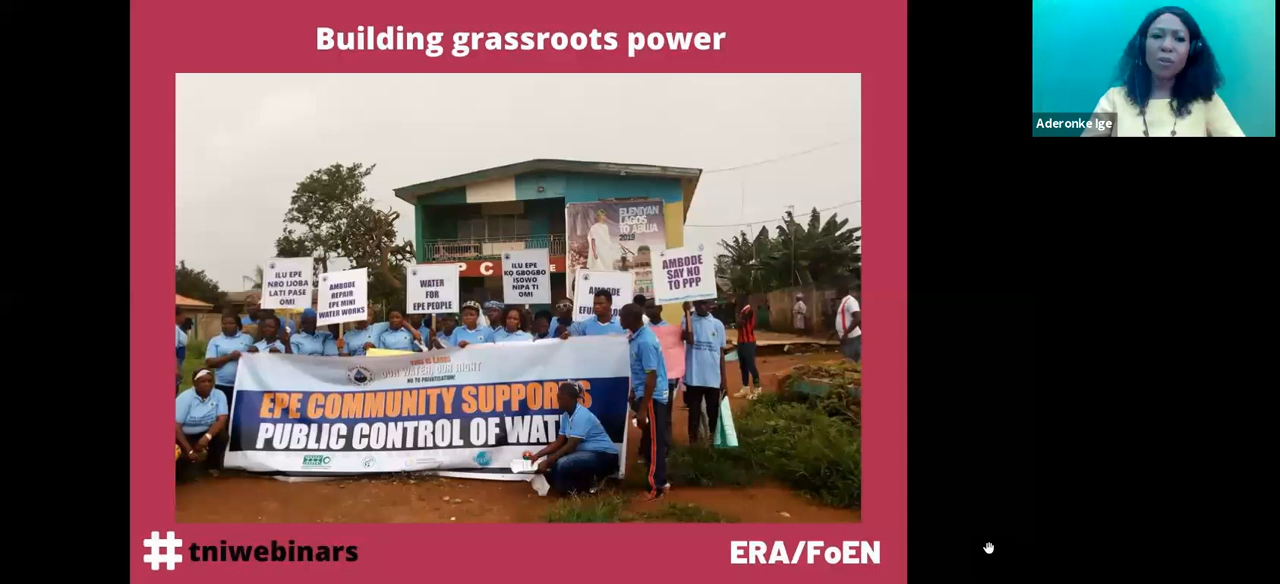 Building grassroots power
Aderonke Ige
ELENIYAN
LAGOS
TO ABUJA
2019
ILU EPE
NRO IJOBA
LATI PASE
OMI
AMBODE
REPAIR
EPE MINI
WATER WORKS
WATER
FOR
EPE PEOPLE
ILU EPE
KO GBOGBO
ISOWO
NIPA TI
OMI
AMBODE
SAY NO
TO PPP
P C
OUR WATER, OUR RIGHT
NO TO PRIVATISATION!
EPE COMMUNITY SUPPORTS
PUBLIC CONTROL OF WAT
#tniwebinars
ERA/FoEN